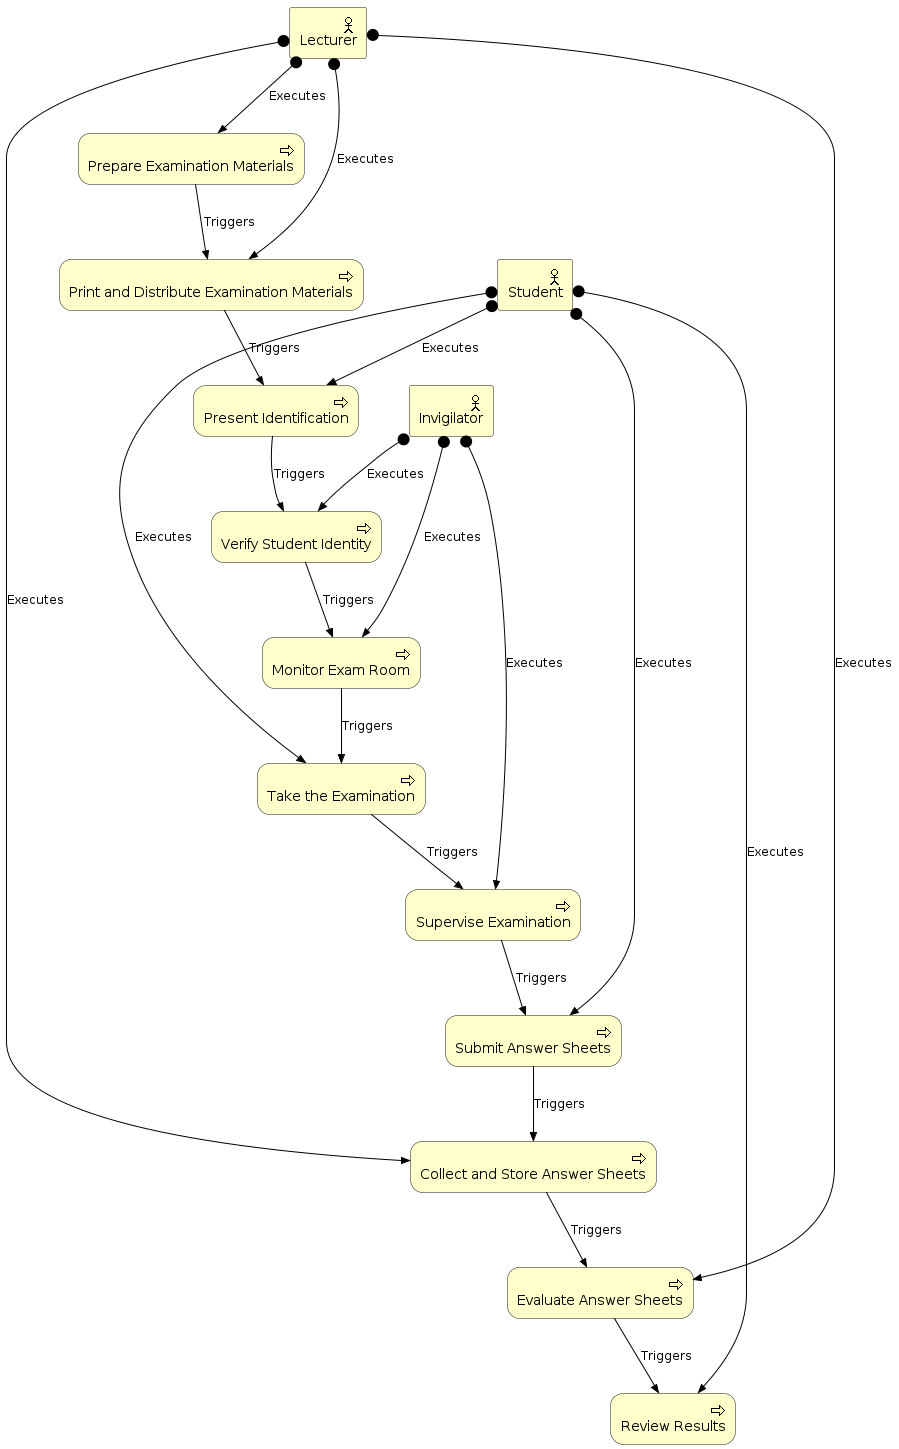 Lecturer
Executes
Prepare Examination Materials
Executes
Triggers
Print and Distribute Examination Materials
Student
Triggers
Executes
Present Identification
Invigilator
Triggers
Executes
Verify Student Identity
Executes
Executes
Executes
Triggers
Monitor Exam Room
Executes
Executes
Executes
Triggers
Take the Examination
Triggers
Executes
Supervise Examination
Triggers
Submit Answer Sheets
Triggers
Collect and Store Answer Sheets
Triggers
Evaluate Answer Sheets
Triggers
Review Results